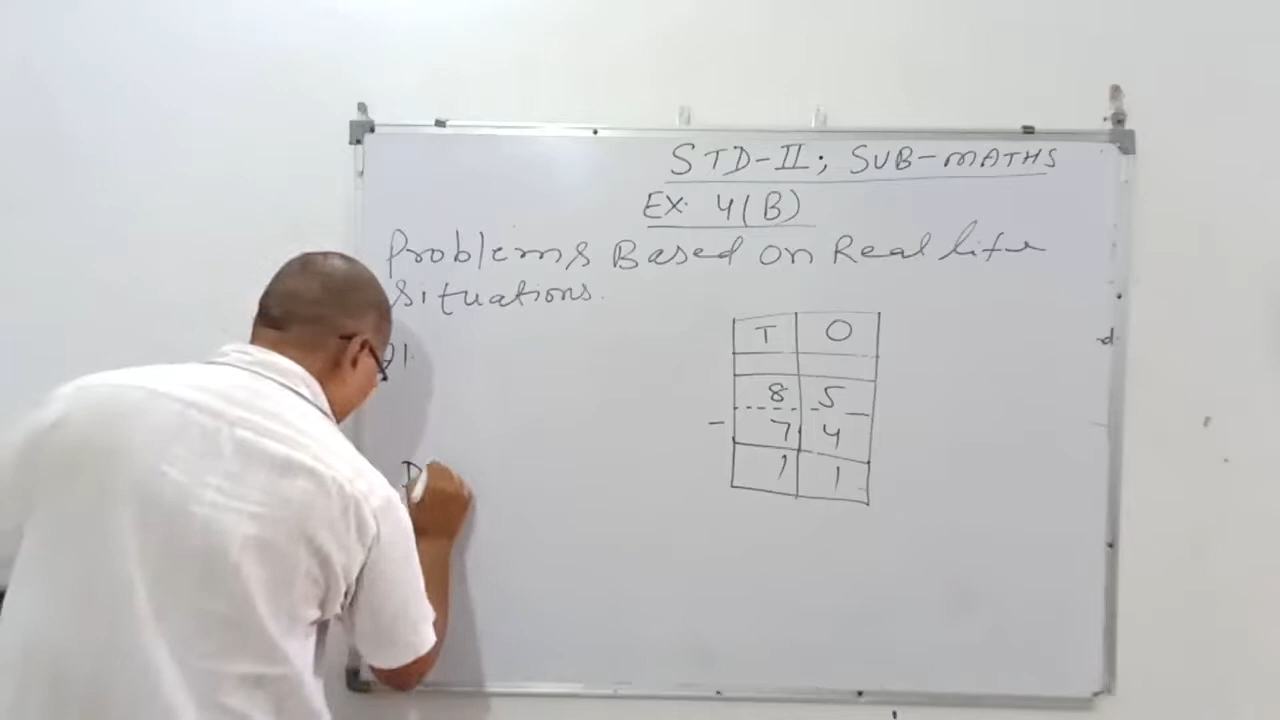 STD-II; SUB-MATHS
EX. 4(B)
Problems Based on Real life
situations.
T O
8 5
- 7 4
1 1